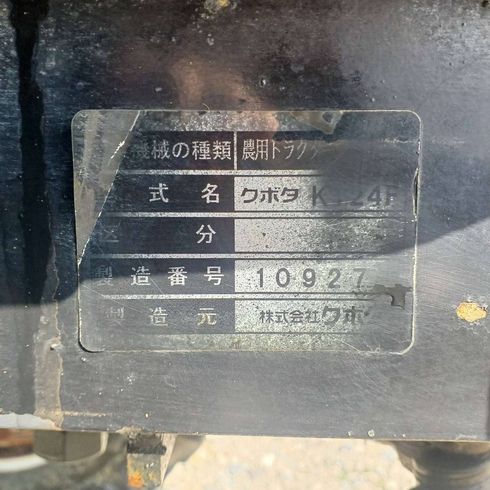 機械の種類 農用トラク
式名 クボタ K 24
分
製造番号 10927
製造元 株式会社クボ